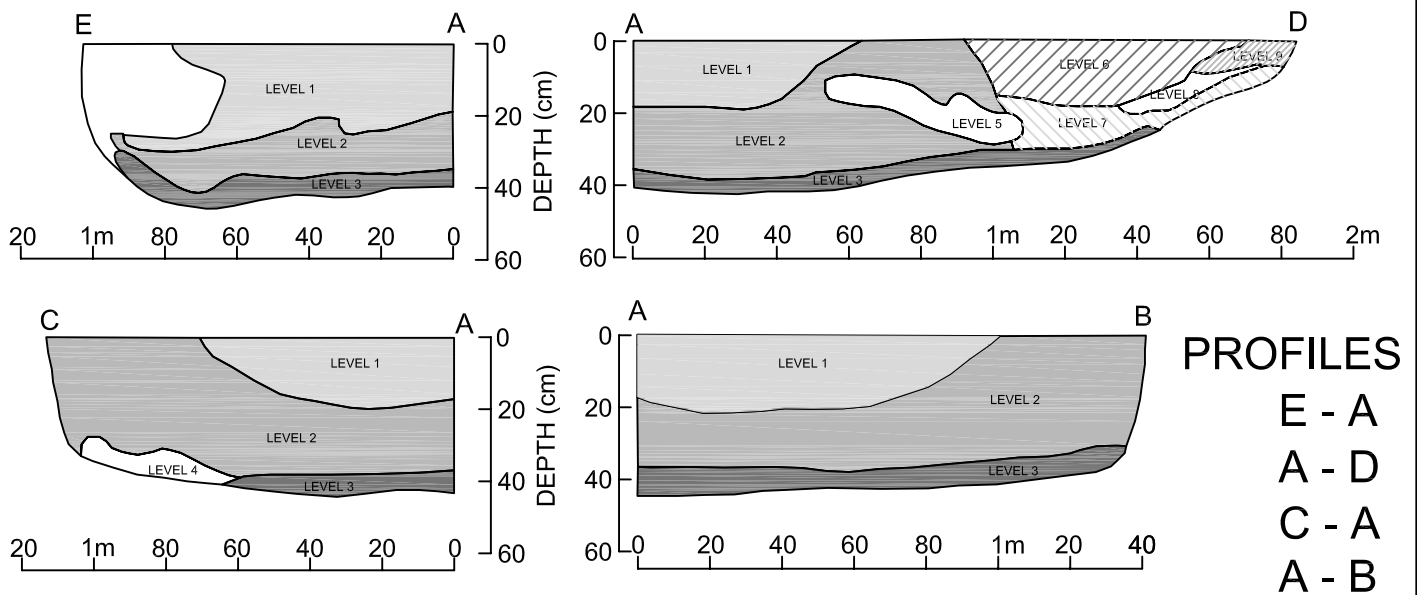 E A
LEVEL 1
LEVEL 2
LEVEL 3
0
20
40
60
DEPTH (cm)
20 1m 80 60 40 20 0
A D
0
20
40
60
LEVEL 1
LEVEL 6
LEVEL 9
LEVEL 8
LEVEL 5
LEVEL 7
LEVEL 2
LEVEL 3
0 20 40 60 80 1m 20 40 60 80 2m
C A
LEVEL 1
LEVEL 2
LEVEL 4
LEVEL 3
0
20
40
60
DEPTH (cm)
20 1m 80 60 40 20 0
A B
0
20
40
60
LEVEL 1
LEVEL 2
LEVEL 3
0 20 40 60 80 1m 20 40
PROFILES
E - A
A - D
C - A
A - B